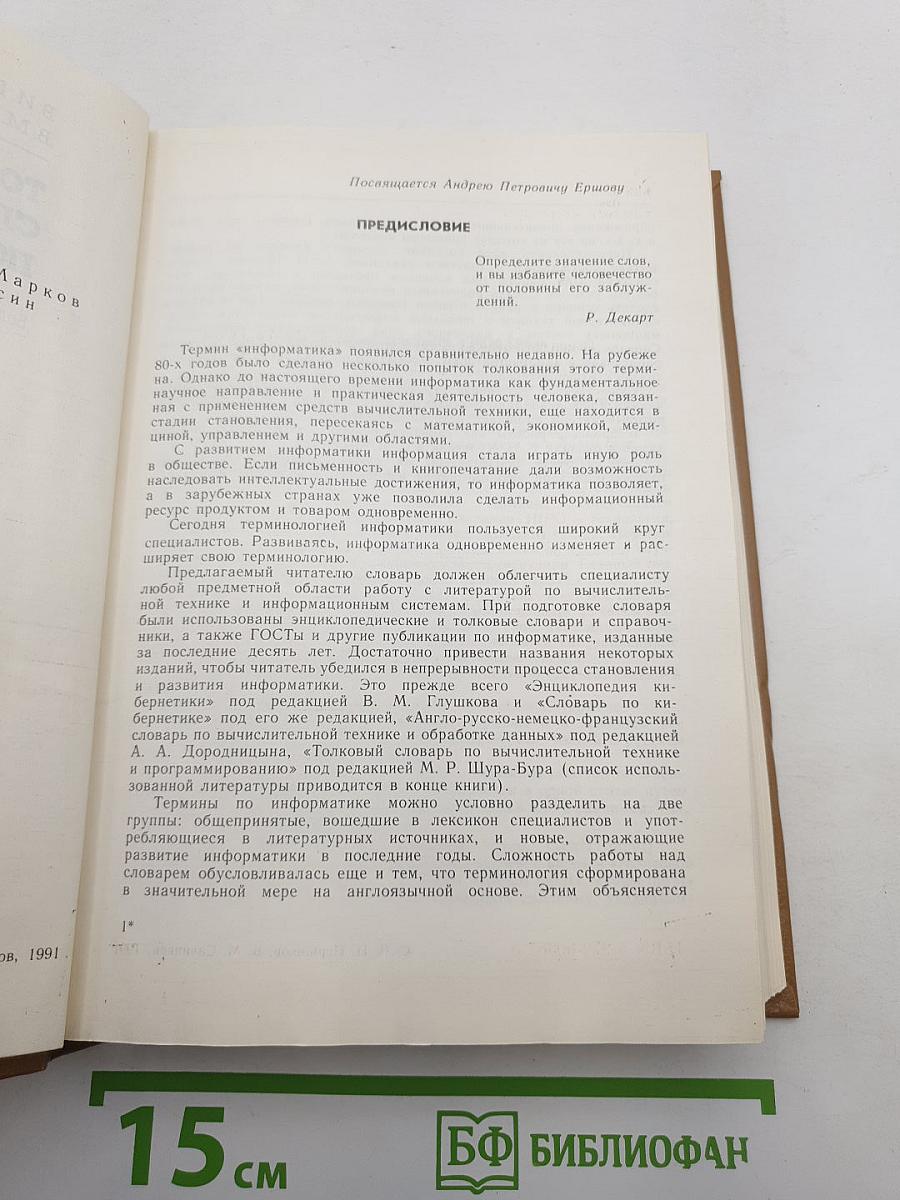 Марков
син
ов, 1991
Посвящается Андрею Петровичу Ершову
ПРЕДИСЛОВИЕ
Определите значение слов,
и вы избавите человечество
от половины его заблуж-
дений.
Р. Декарт
Термин «информатика» появился сравнительно недавно. На рубеже
80-х годов было сделано несколько попыток толкования этого терми-
на. Однако до настоящего времени информатика как фундаментальное
научное направление и практическая деятельность человека, связан-
ная с применением средств вычислительной техники, еще находится в
стадии становления, пересекаясь с математикой, экономикой, меди-
циной, управлением и другими областями.
С развитием информатики информация стала играть иную роль
в обществе. Если письменность и книгопечатание дали возможность
наследовать интеллектуальные достижения, то информатика позволяет,
а в зарубежных странах уже позволила сделать информационный
ресурс продуктом и товаром одновременно.
Сегодня терминологией информатики пользуется широкий круг
специалистов. Развиваясь, информатика одновременно изменяет и рас-
ширяет свою терминологию.
Предлагаемый читателю словарь должен облегчить специалисту
любой предметной области работу с литературой по вычислитель-
ной технике и информационным системам. При подготовке словаря
были использованы энциклопедические и толковые словари и справоч-
ники, а также ГОСТы и другие публикации по информатике, изданные
за последние десять лет. Достаточно привести названия некоторых
изданий, чтобы читатель убедился в непрерывности процесса становления
и развития информатики. Это прежде всего «Энциклопедия ки-
бернетики» под редакцией В. М. Глушкова и «Словарь по ки-
бернетике» под его же редакцией, «Англо-русско-немецко-французский
словарь по вычислительной технике и обработке данных» под редакцией
А. А. Дородницына, «Толковый словарь по вычислительной технике
и программированию» под редакцией М. Р. Шура-Бура (список исполь-
зованной литературы приводится в конце книги).
Термины по информатике можно условно разделить на две
группы: общепринятые, вошедшие в лексикон специалистов и упот-
ребляющиеся в литературных источниках, и новые, отражающие
развитие информатики в последние годы. Сложность работы над
словарем обусловливалась еще и тем, что терминология сформирована
в значительной мере на англоязычной основе. Этим объясняется
1*
15 см
БФ БИБЛИОФАН